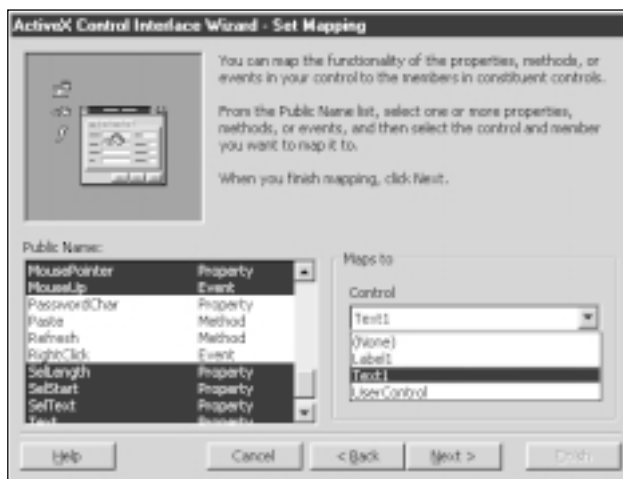 ActiveX Control Interface Wizard - Set Mapping
You can map the functionality of the properties, methods, or
events in your control to the members in constituent controls.
From the Public Name list, select one or more properties,
methods, or events, and then select the control and member
you want to map it to.
When you finish mapping, click Next.
Public Name:
MousePointer Property
MouseUp Event
PasswordChar Property
Paste Method
Refresh Method
RightClick Event
SelLength Property
SelStart Property
SelText Property
Text Property
Maps to
Control
Text1
(None)
Label1
Text1
UserControl
Help Cancel < Back Next > Finish